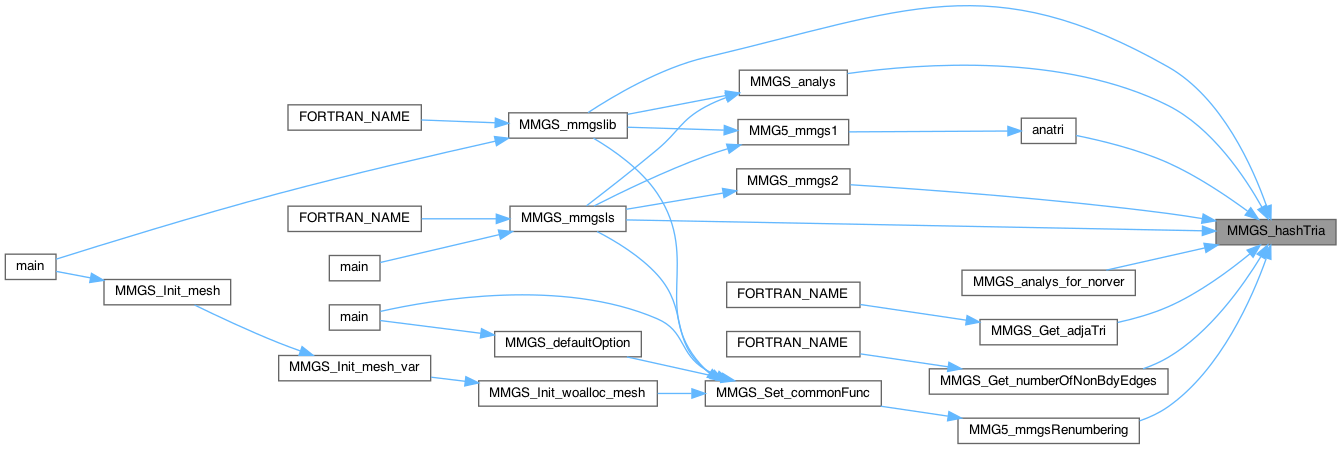 MMGS_analys
FORTRAN_NAME
MMGS_mmgslib
MMG5_mmgs1
anatri
MMGS_mmgs2
FORTRAN_NAME
MMGS_mmgsls
MMGS_hashTria
main
main
MMGS_Init_mesh
MMGS_analys_for_norver
FORTRAN_NAME
main
MMGS_Get_adjaTri
MMGS_defaultOption
FORTRAN_NAME
MMGS_Init_mesh_var
MMGS_Get_numberOfNonBdyEdges
MMGS_Init_woalloc_mesh
MMGS_Set_commonFunc
MMG5_mmgsRenumbering